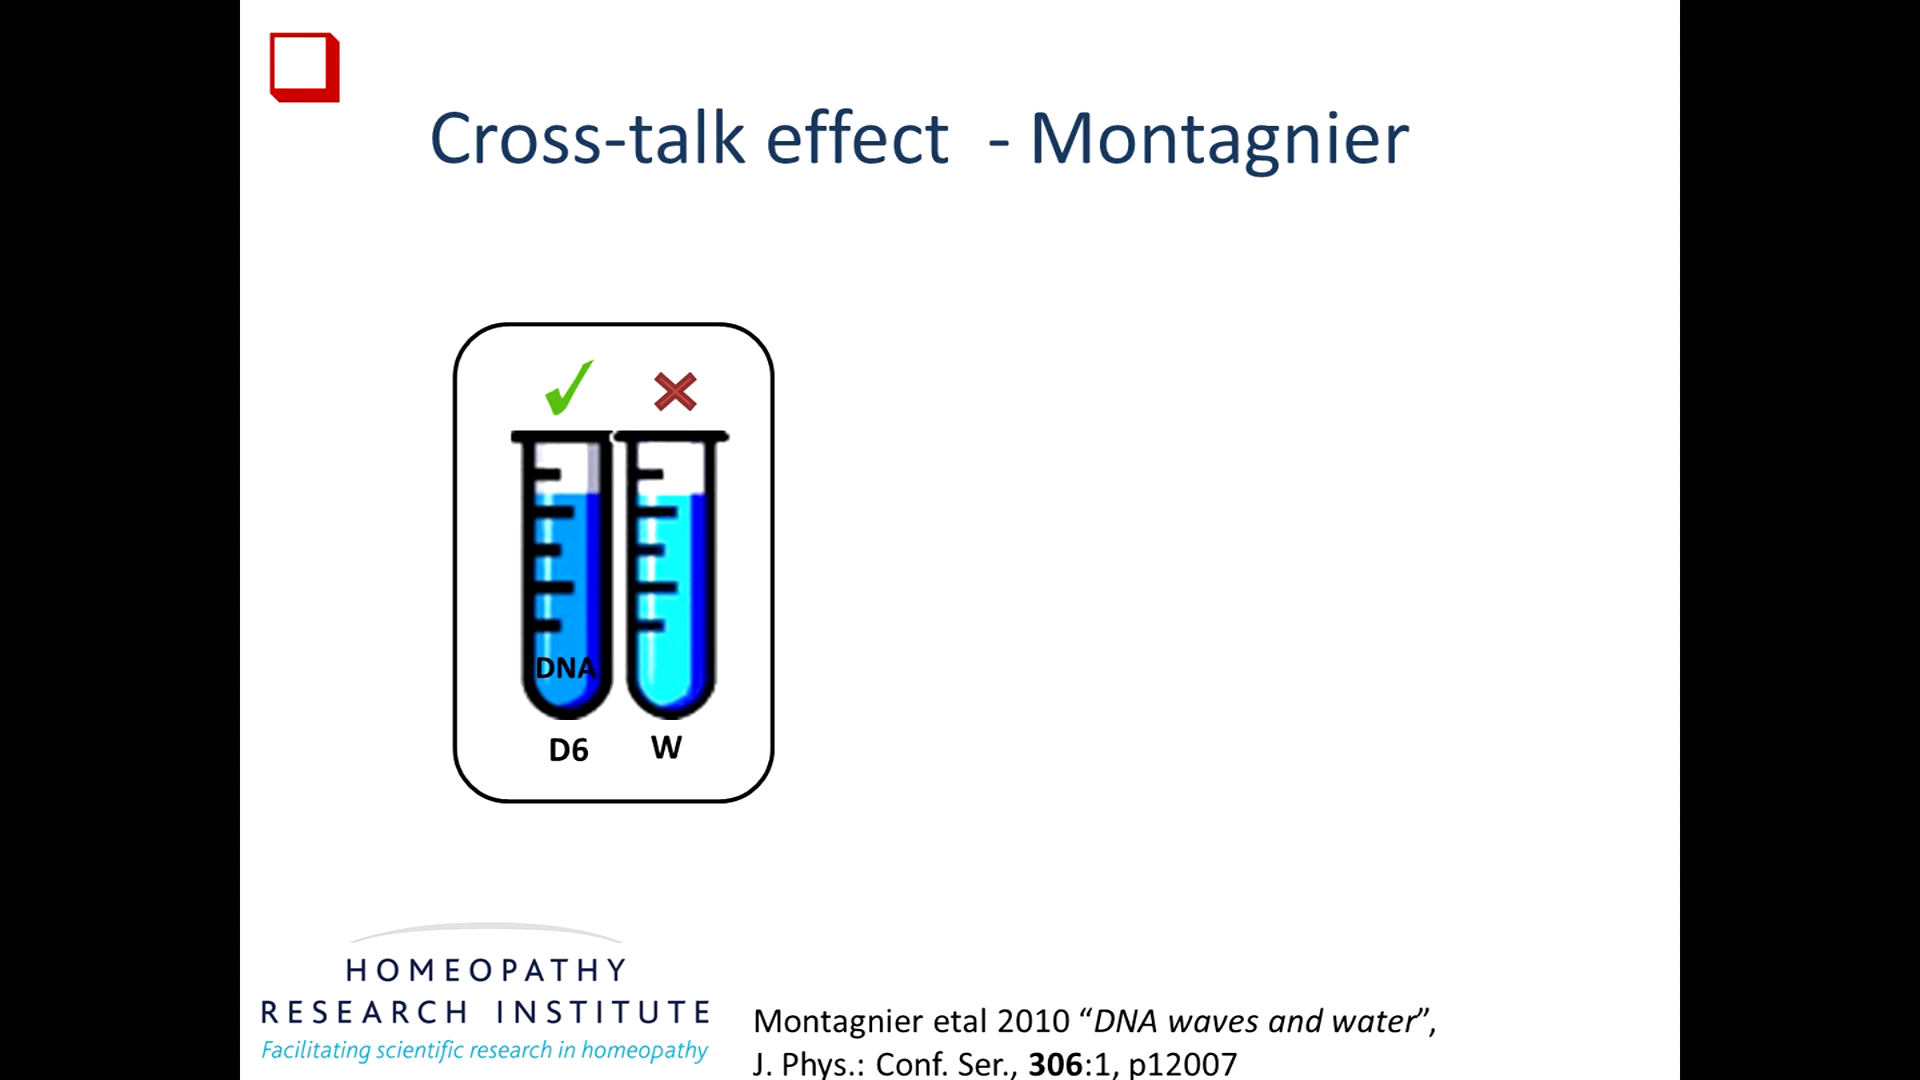 Cross-talk effect  - Montagnier
DNA
D6 W
HOMEOPATHY
RESEARCH INSTITUTE
Facilitating scientific research in homeopathy
Montagnier etal 2010 “DNA waves and water”,
J. Phys.: Conf. Ser., 306:1, p12007